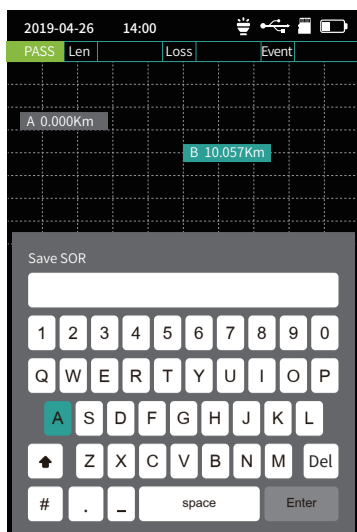 2019-04-26 14:00
PASS Len Loss Event
A 0.000Km
B 10.057Km
Save SOR
1 2 3 4 5 6 7 8 9 0
Q W E R T Y U I O P
A S D F G H J K L
Z X C V B N M Del
# . _ space Enter